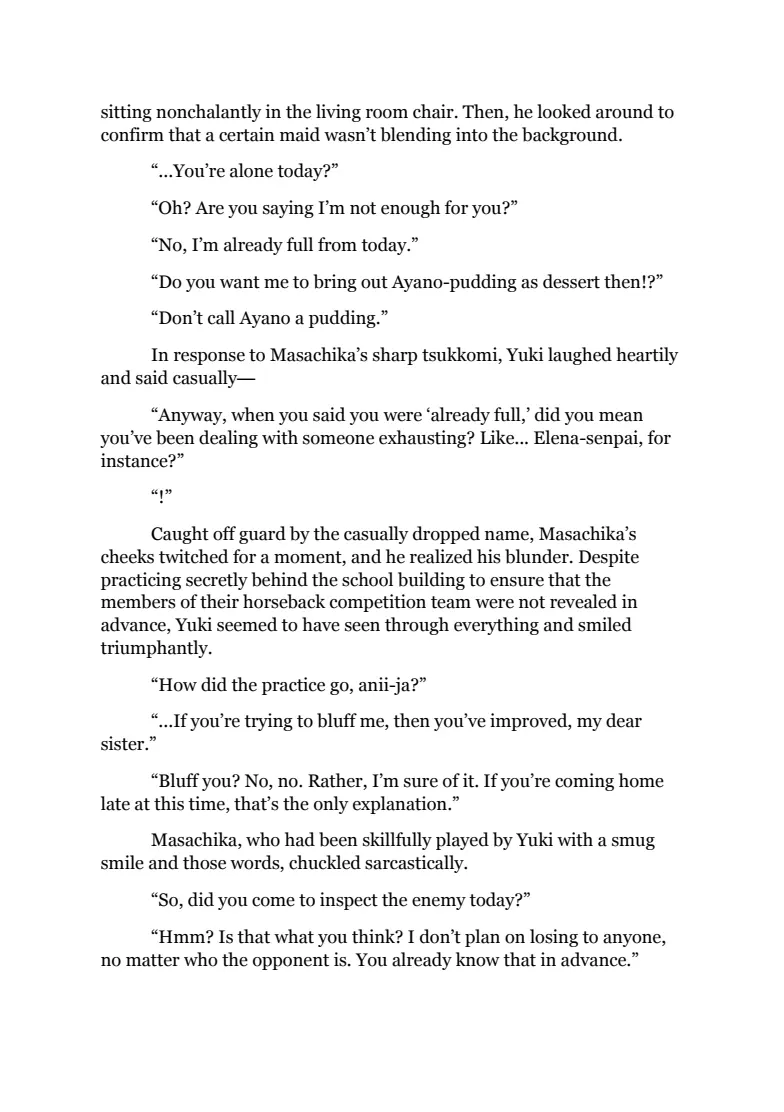 sitting nonchalantly in the living room chair. Then, he looked around to
confirm that a certain maid wasn’t blending into the background.
“...You’re alone today?”
“Oh? Are you saying I’m not enough for you?”
“No, I’m already full from today.”
“Do you want me to bring out Ayano-pudding as dessert then!?”
“Don’t call Ayano a pudding.”
In response to Masachika’s sharp tsukkomi, Yuki laughed heartily
and said casually—
“Anyway, when you said you were ‘already full,’ did you mean
you’ve been dealing with someone exhausting? Like... Elena-senpai, for
instance?”
“!”
Caught off guard by the casually dropped name, Masachika’s
cheeks twitched for a moment, and he realized his blunder. Despite
practicing secretly behind the school building to ensure that the
members of their horseback competition team were not revealed in
advance, Yuki seemed to have seen through everything and smiled
triumphantly.
“How did the practice go, anii-ja?”
“...If you’re trying to bluff me, then you’ve improved, my dear
sister.”
“Bluff you? No, no. Rather, I’m sure of it. If you’re coming home
late at this time, that’s the only explanation.”
Masachika, who had been skillfully played by Yuki with a smug
smile and those words, chuckled sarcastically.
“So, did you come to inspect the enemy today?”
“Hmm? Is that what you think? I don’t plan on losing to anyone,
no matter who the opponent is. You already know that in advance.”